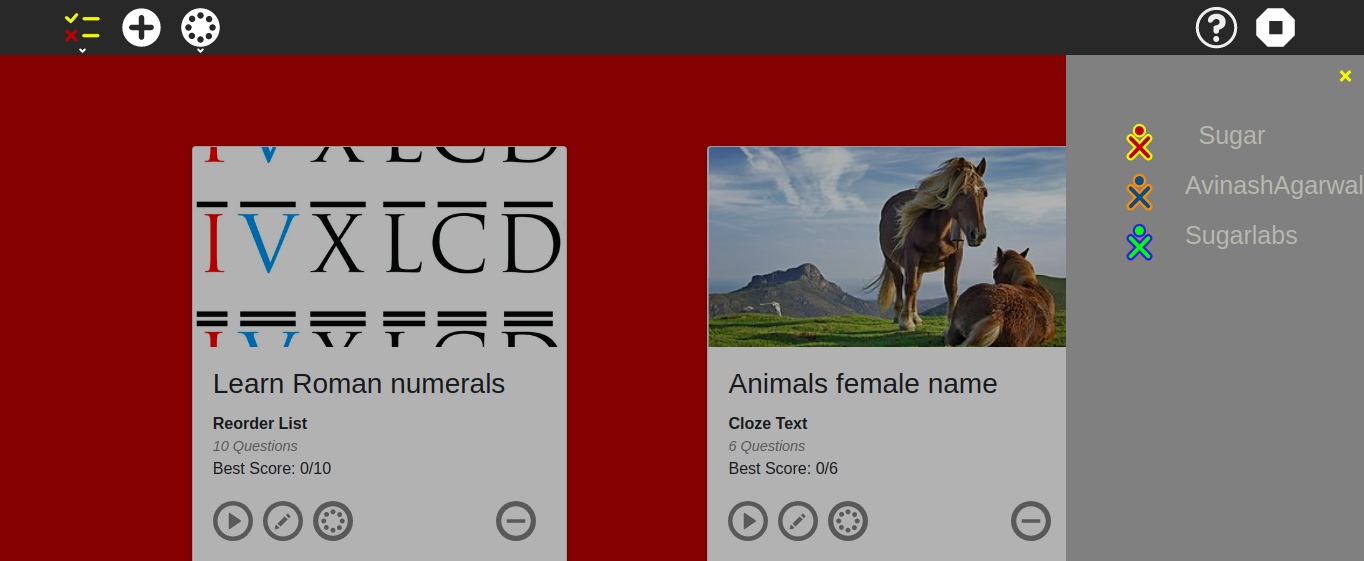 I V X L C D
I V X L C D
I V X L C D
Learn Roman numerals
Reorder List
10 Questions
Best Score: 0/10
Animals female name
Cloze Text
6 Questions
Best Score: 0/6
Sugar
AvinashAgarwal
Sugarlabs